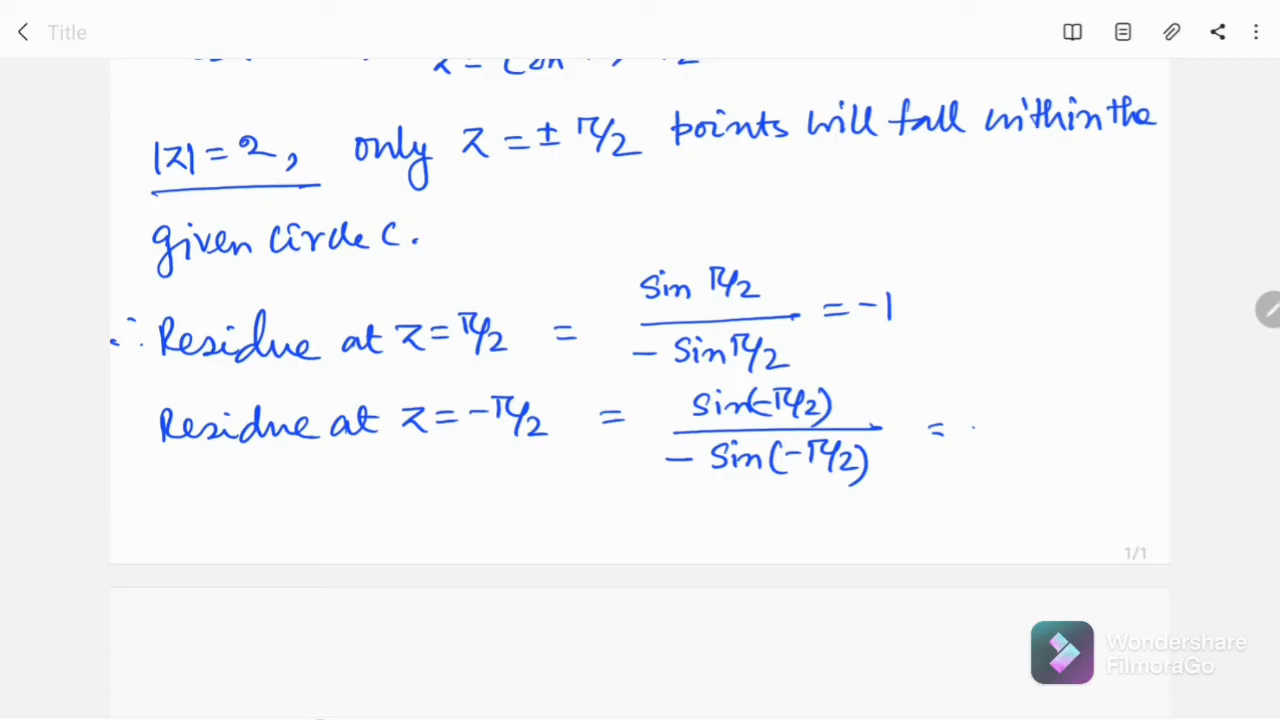 Title
z =
|z| = 2, only z = ± π/2 points will fall within the
given circle C.
∴ Residue at z = π/2 = sin π/2 / - sin π/2 = -1
Residue at z = -π/2 = sin(-π/2) / - sin(-π/2) =
1/1
Wondershare
FilmoraGo